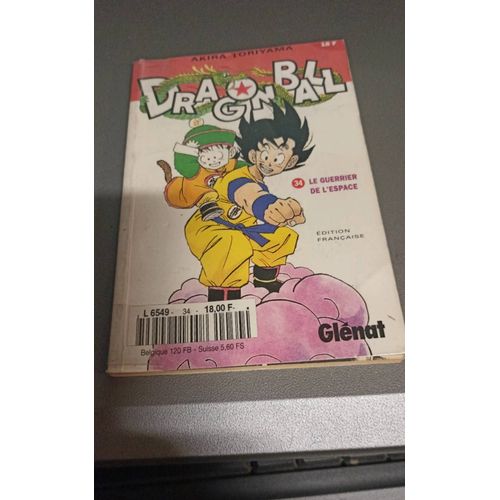 AKIRA TORIYAMA
18 F
DRAGON BALL
34 LE GUERRIER
DE L'ESPACE
ÉDITION
FRANÇAISE
L 6549 - 34 - 18,00 F
Belgique 120 FB - Suisse 5,60 FS
Glénat